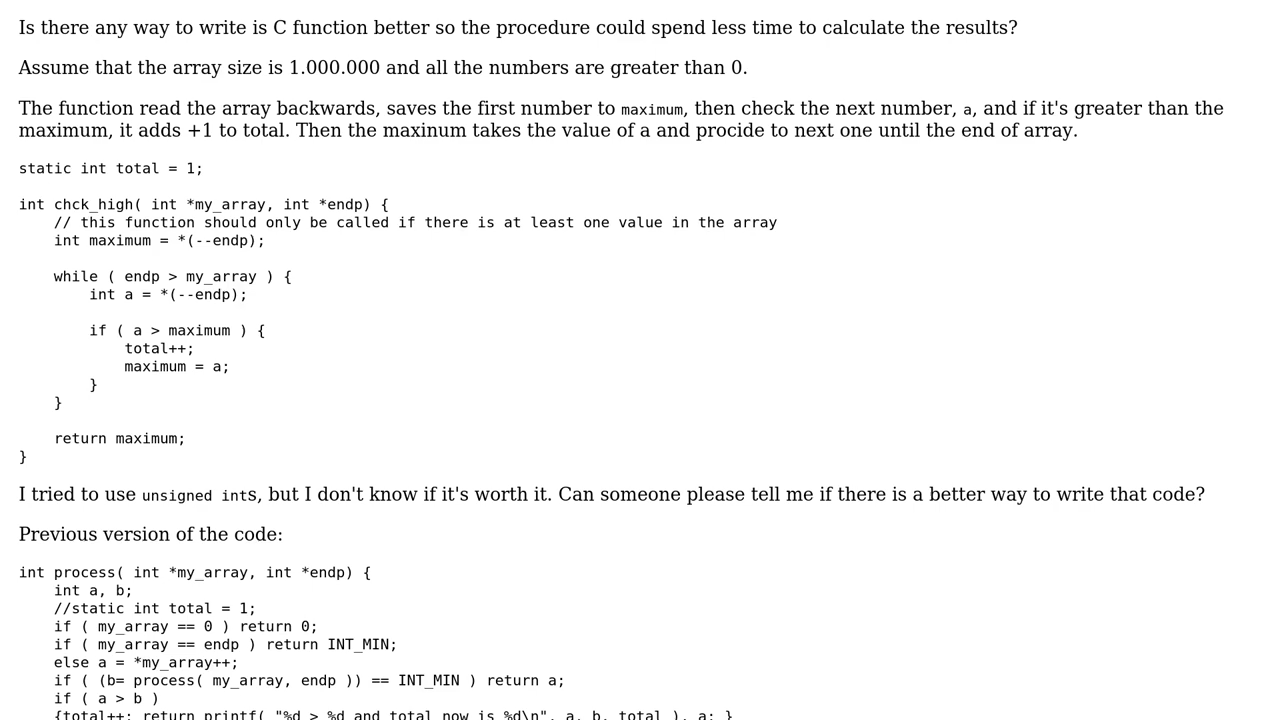 Is there any way to write is C function better so the procedure could spend less time to calculate the results?
Assume that the array size is 1.000.000 and all the numbers are greater than 0.
The function read the array backwards, saves the first number to maximum, then check the next number, a, and if it's greater than the
maximum, it adds +1 to total. Then the maxinum takes the value of a and procide to next one until the end of array.
static int total = 1;
int chck_high( int *my_array, int *endp) {
// this function should only be called if there is at least one value in the array
int maximum = *(--endp);
while ( endp > my_array ) {
int a = *(--endp);
if ( a > maximum ) {
total++;
maximum = a;
}
}
return maximum;
}
I tried to use unsigned ints, but I don't know if it's worth it. Can someone please tell me if there is a better way to write that code?
Previous version of the code:
int process( int *my_array, int *endp) {
int a, b;
//static int total = 1;
if ( my_array == 0 ) return 0;
if ( my_array == endp ) return INT_MIN;
else a = *my_array++;
if ( (b= process( my_array, endp )) == INT_MIN ) return a;
if ( a > b )
{total++; return printf( "%d > %d and total now is %d\n", a, b, total ), a; }